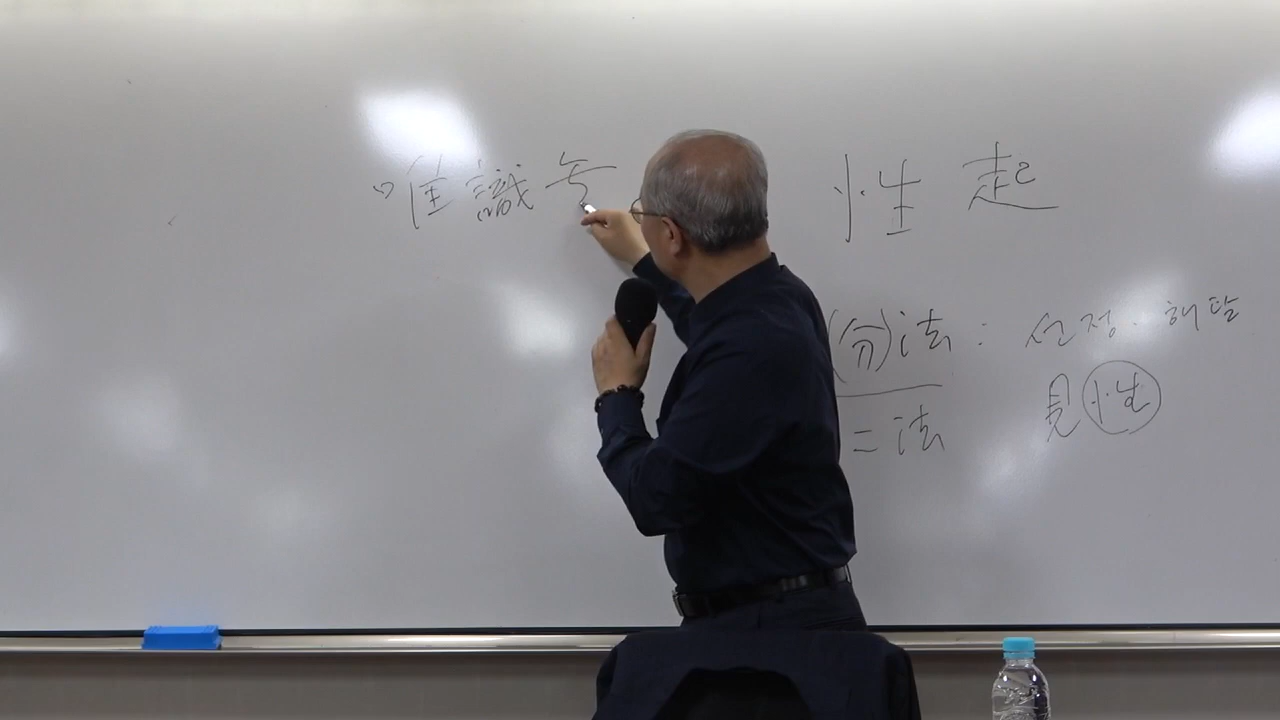 唯識 性起
(分)法 : 선정. 해탈
二法 見性